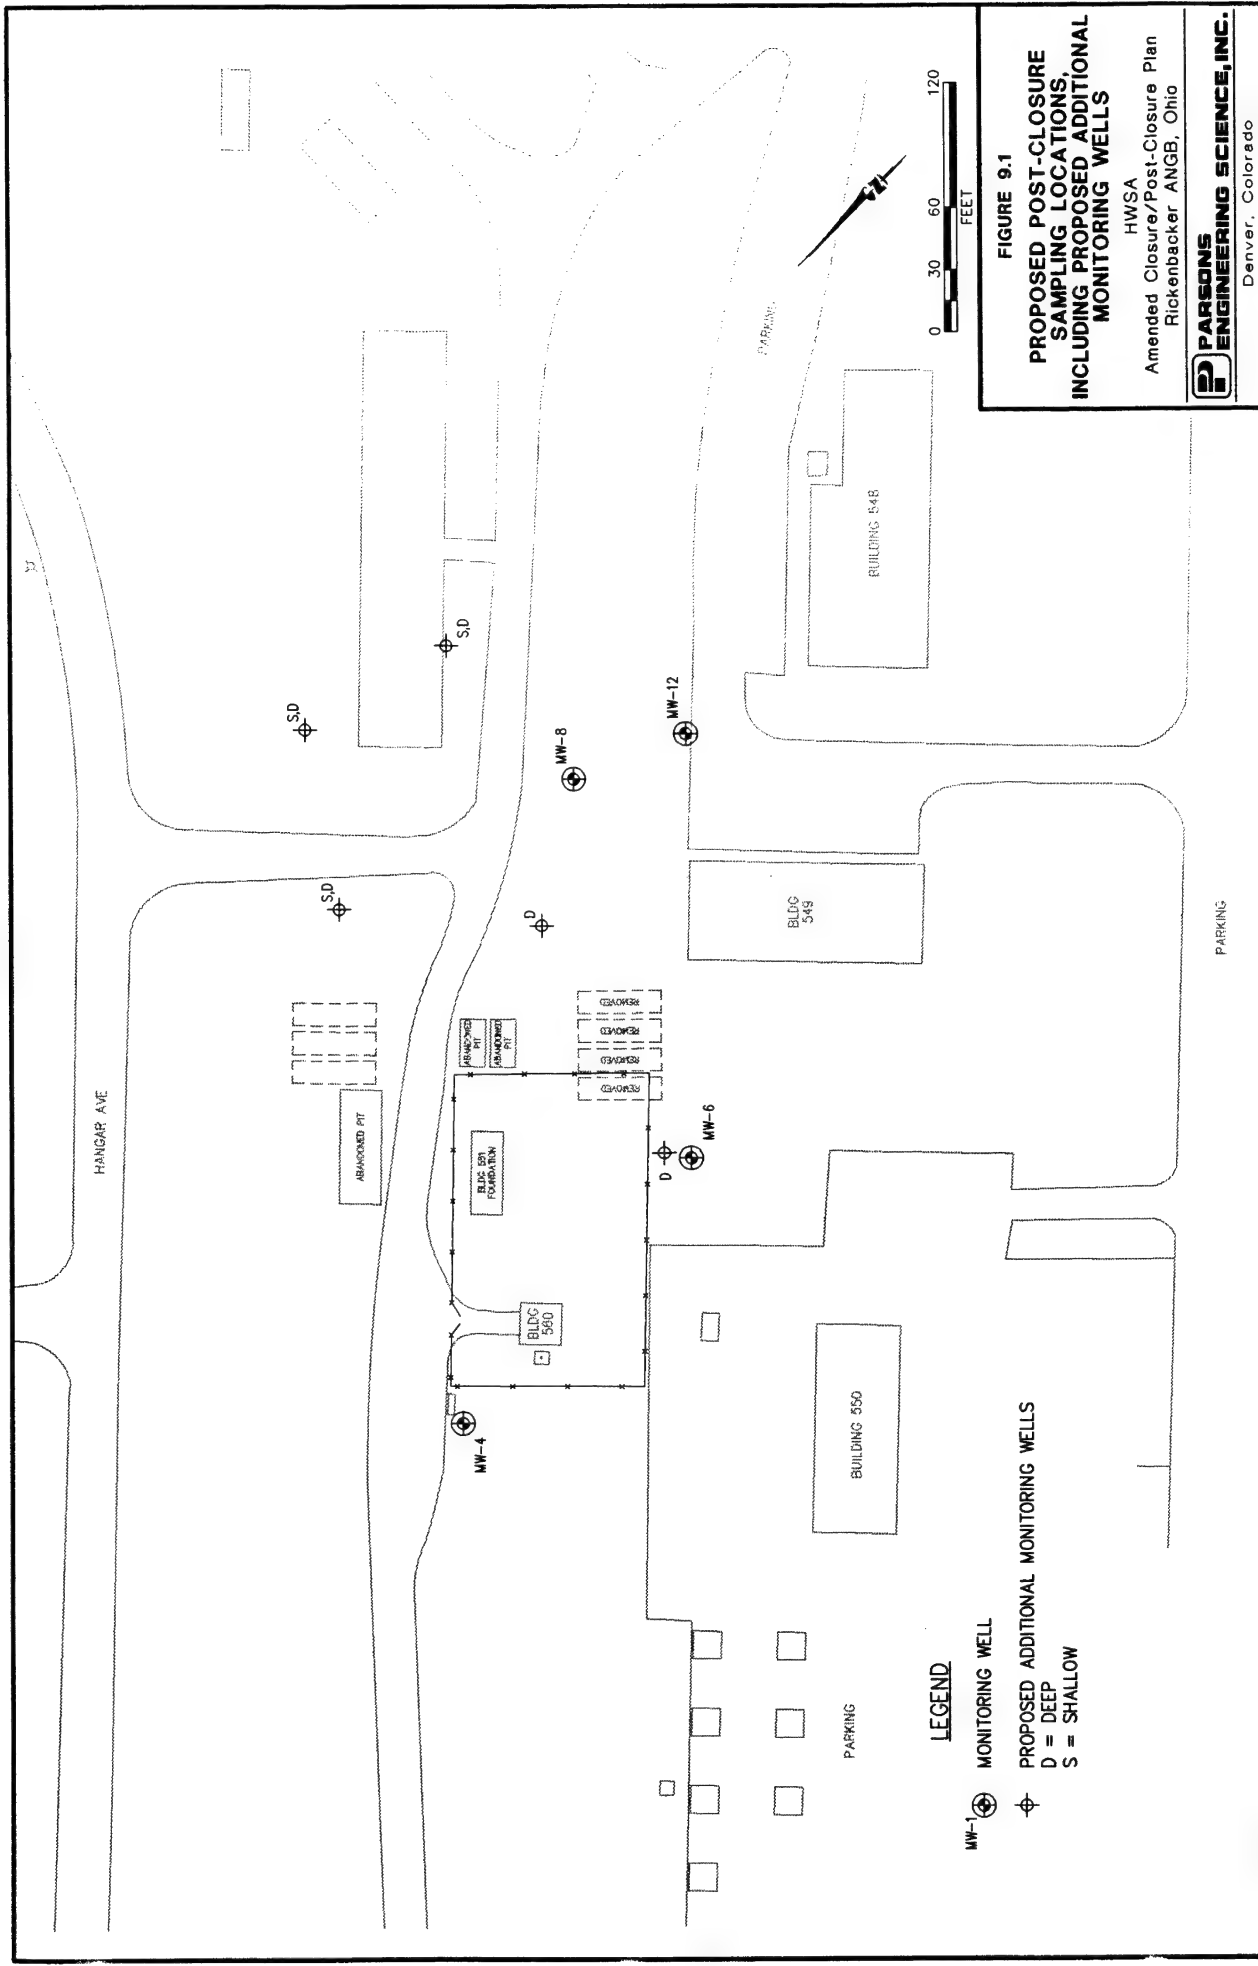 HANGAR AVE
S,D
S,D
S,D
D
MW-8
MW-12
ABANDONED PIT
ABANDONED
PIT
ABANDONED
PIT
REMOVED
REMOVED
REMOVED
REMOVED
BLDG 591
FOUNDATION
BLDG
560
D
MW-6
MW-4
BLDG
549
BUILDING 548
BUILDING 550
PARKING
PARKING
PARKING
LEGEND
MW-1
MONITORING WELL
PROPOSED ADDITIONAL MONITORING WELLS
D = DEEP
S = SHALLOW
N
0 30 60 120
FEET
FIGURE 9.1
PROPOSED POST-CLOSURE
SAMPLING LOCATIONS,
INCLUDING PROPOSED ADDITIONAL
MONITORING WELLS
HWSA
Amended Closure/Post-Closure Plan
Rickenbacker ANGB, Ohio
PARSONS
ENGINEERING SCIENCE, INC.
Denver, Colorado